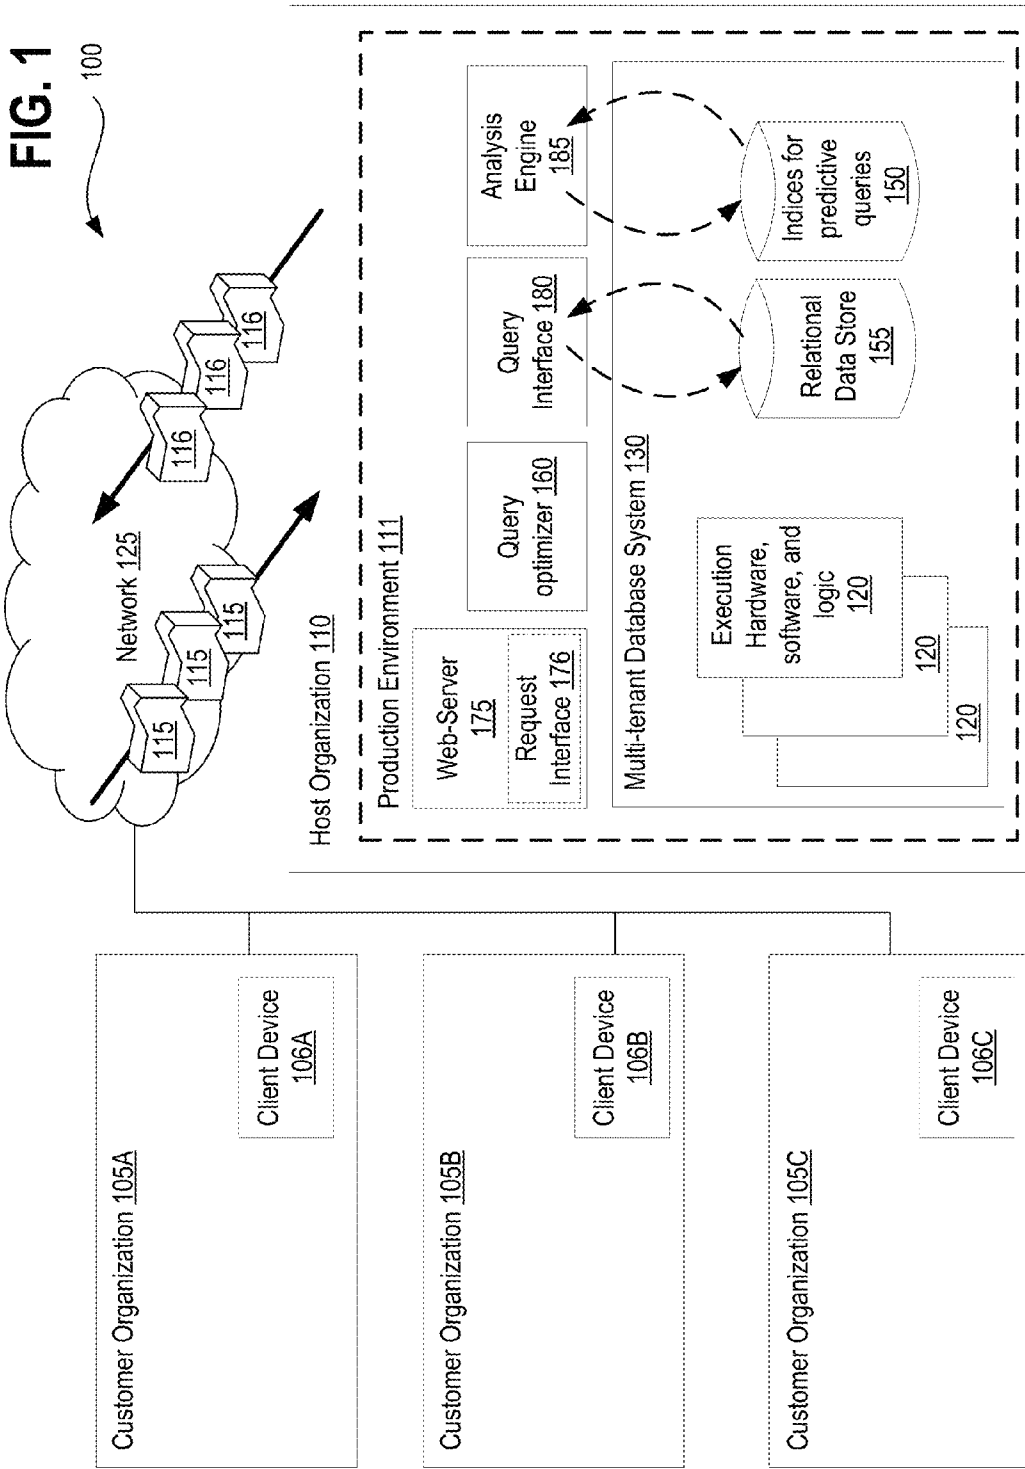 FIG. 1
100
Network 125
115
115
115
116
116
116
Customer Organization 105A
Client Device
106A
Customer Organization 105B
Client Device
106B
Customer Organization 105C
Client Device
106C
Host Organization 110
Production Environment 111
Web-Server
175
Request
Interface 176
Query
optimizer 160
Query
Interface 180
Analysis
Engine
185
Multi-tenant Database System 130
Execution
Hardware,
software, and
logic
120
120
120
Relational
Data Store
155
Indices for
predictive
queries
150